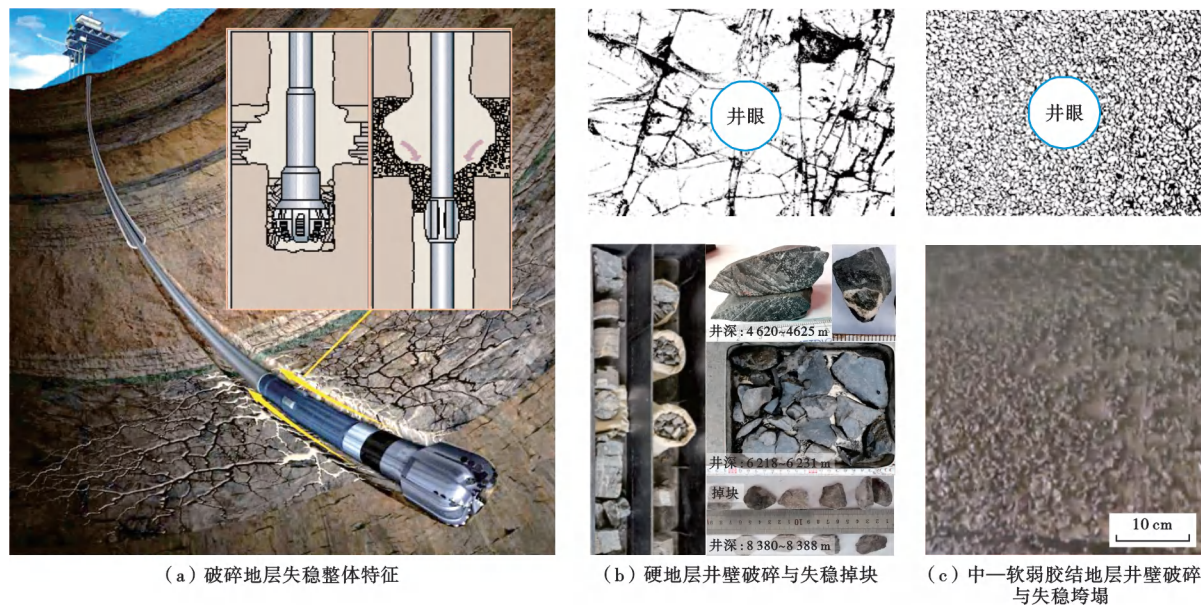 井眼
井眼
井深:4 620~4625 m
井深:6 218~6 231 m
掉块
10
井深:8 380~8 388 m
10 cm
(a) 破碎地层失稳整体特征
(b) 硬地层井壁破碎与失稳掉块
(c) 中—软弱胶结地层井壁破碎
与失稳垮塌